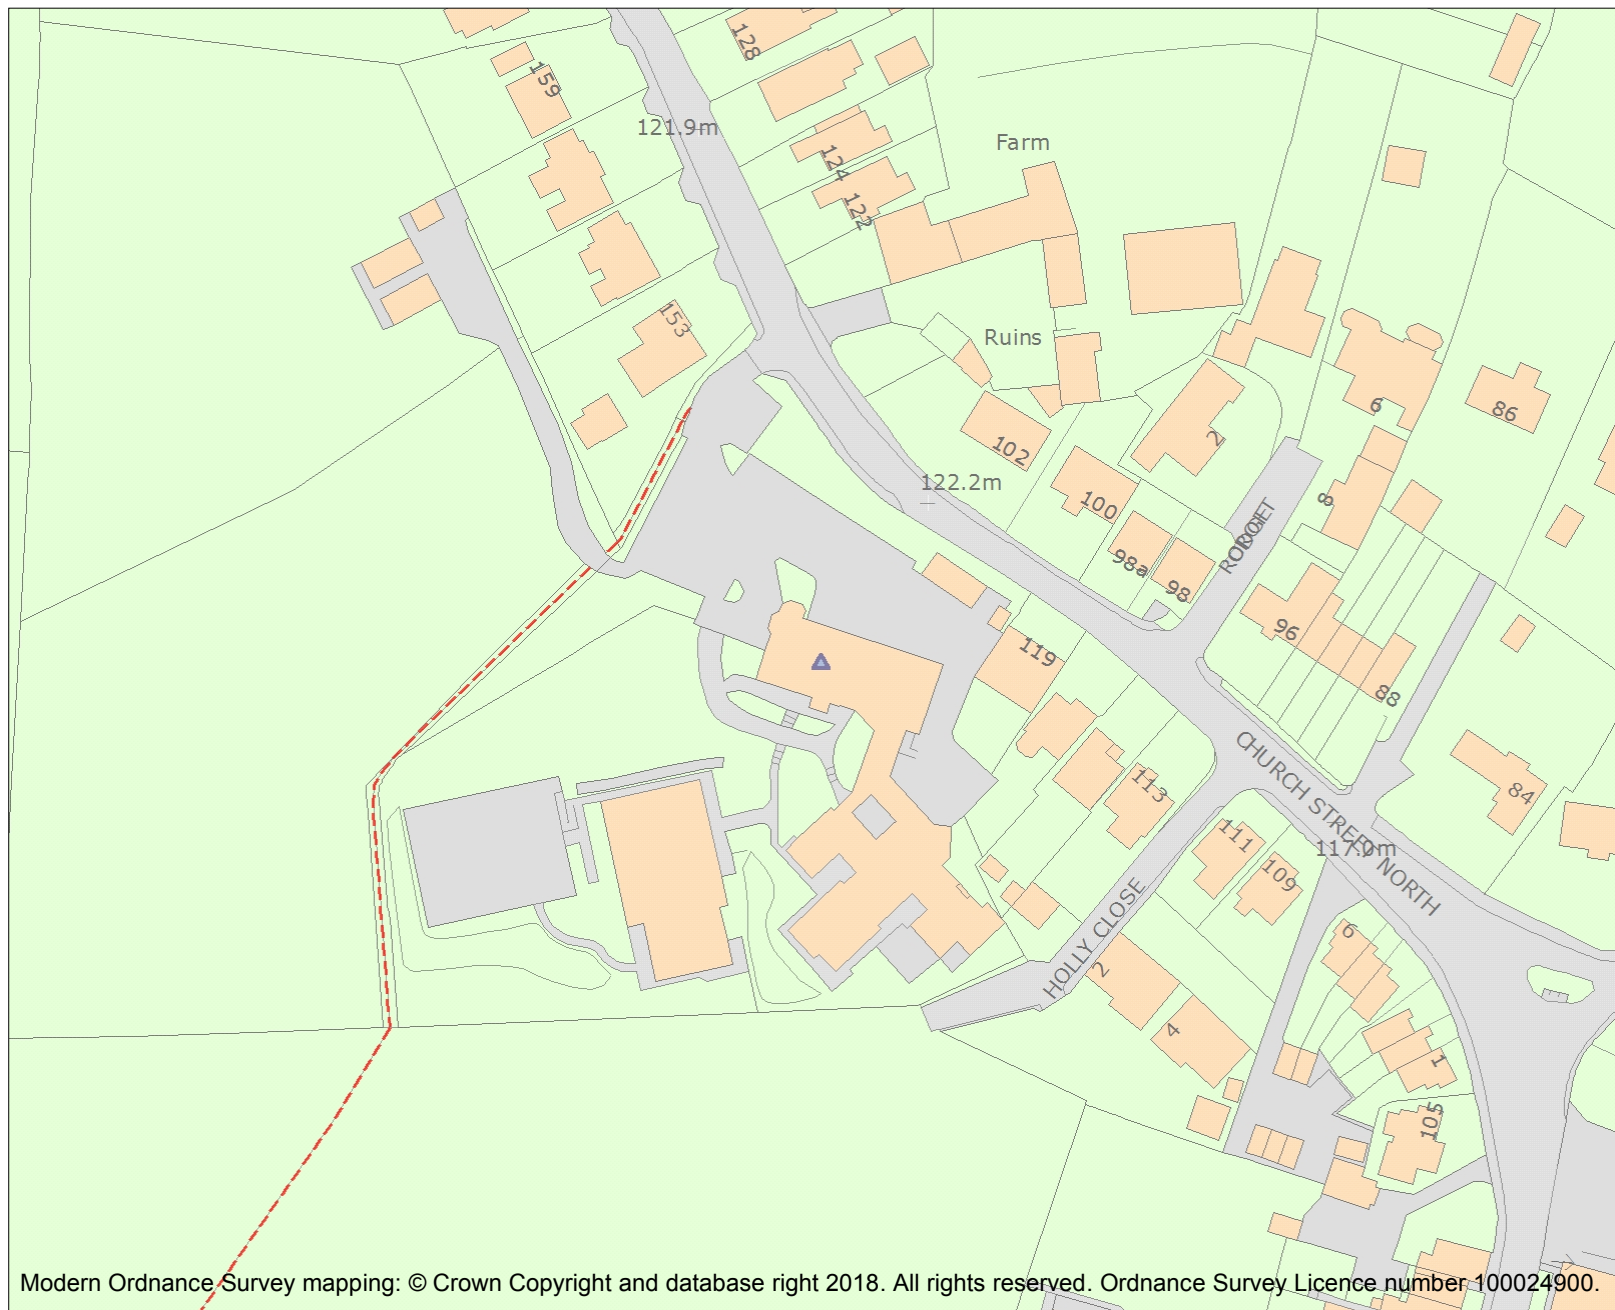 128
159
121.9m
Farm
124
122
153
Ruins
6
86
102
2
122.2m
8
100
98a
98
96
119
88
CHURCH STREET NORTH
113
84
111
117.0m
109
HOLLY CLOSE
6
2
4
1
105
Modern Ordnance Survey mapping: © Crown Copyright and database right 2018. All rights reserved. Ordnance Survey Licence number 100024900.